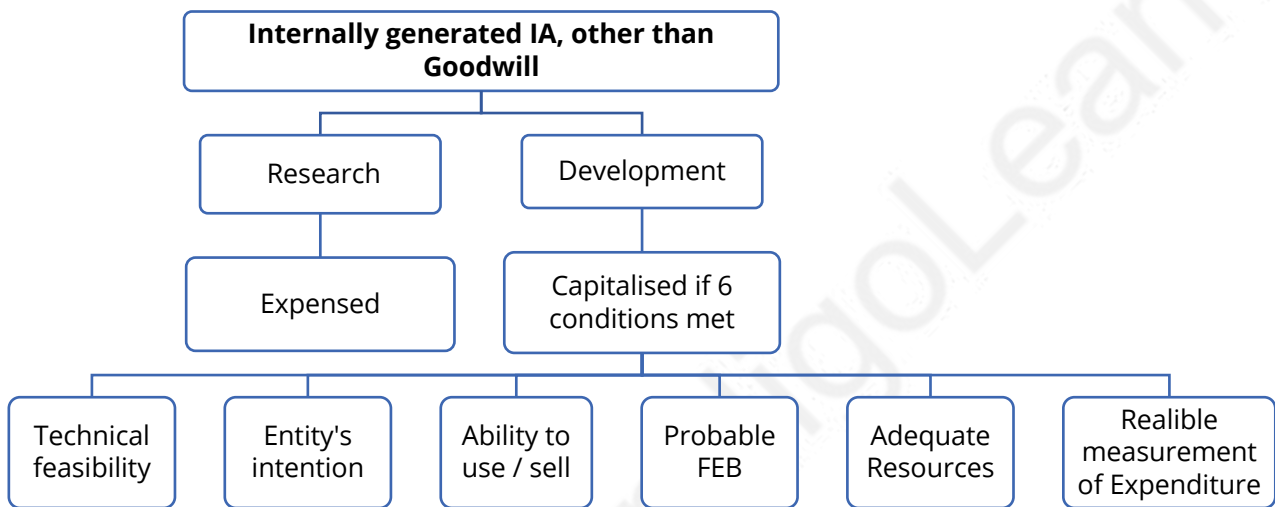 Internally generated IA, other than
Goodwill
Research
Development
Expensed
Capitalised if 6
conditions met
Technical
feasibility
Entity's
intention
Ability to
use / sell
Probable
FEB
Adequate
Resources
Realible
measurement
of Expenditure